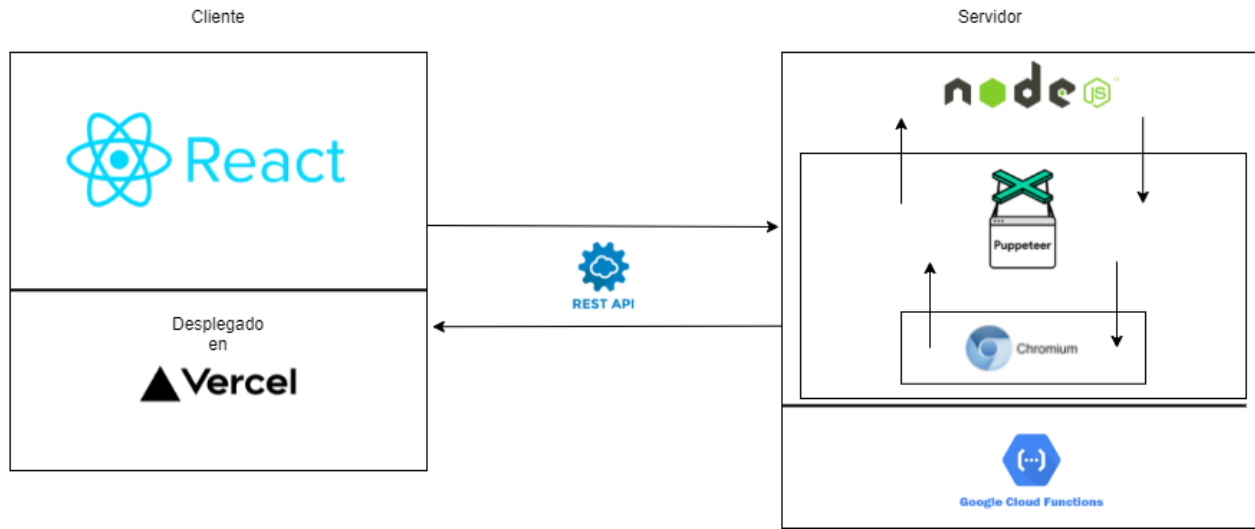 Cliente
Servidor
node
JS
React
Puppeteer
REST API
Desplegado
en
Chromium
Vercel
Google Cloud Functions